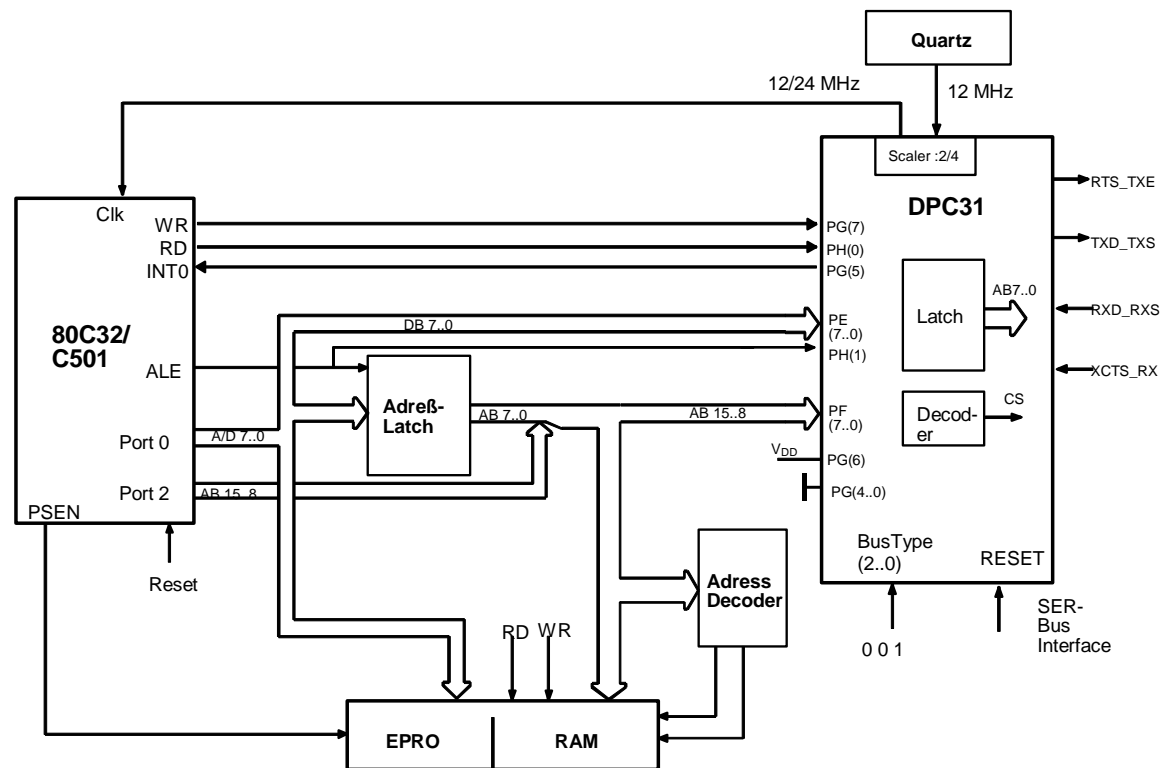 Quartz
12/24 MHz
12 MHz
Scaler :2/4
DPC31
RTS_TXE
TXD_TXS
RXD_RXS
XCTS_RX
Clk
WR
RD
INT0
80C32/
C501
ALE
Port 0
Port 2
PSEN
Reset
PG(7)
PH(0)
PG(5)
PE
(7..0)
PH(1)
PF
(7..0)
PG(6)
PG(4..0)
VDD
Latch
AB7..0
Decod-
er
CS
BusType
(2..0)
RESET
0 0 1
SER-
Bus
Interface
DB 7..0
A/D 7..0
AB 15..8
Adreß-
Latch
AB 7..0
AB 15..8
Adress
Decoder
RD
WR
EPRO
RAM